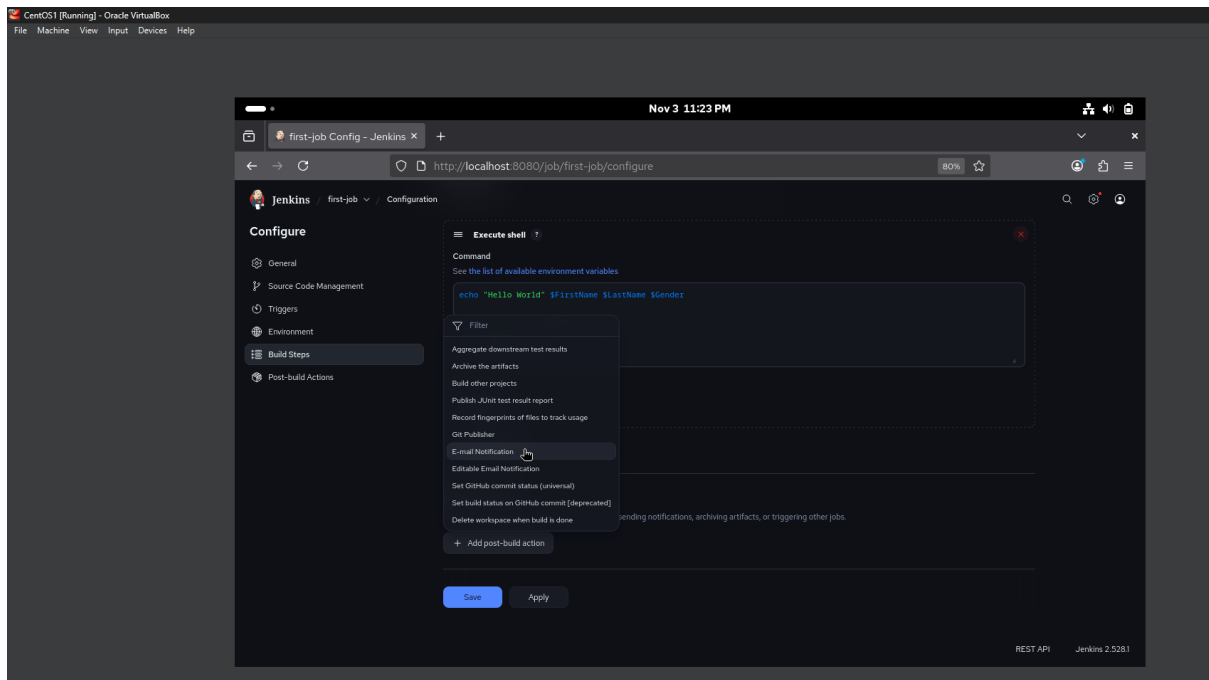 CentOS1 [Running] - Oracle VirtualBox
File Machine View Input Devices Help
Nov 3 11:23 PM
first-job Config - Jenkins
http://localhost:8080/job/first-job/configure
80%
Jenkins / first-job / Configuration
Configure
General
Source Code Management
Triggers
Environment
Build Steps
Post-build Actions
Execute shell ?
Command
See the list of available environment variables
echo "Hello World" $FirstName $LastName $Gender
Filter
Aggregate downstream test results
Archive the artifacts
Build other projects
Publish JUnit test result report
Record fingerprints of files to track usage
Git Publisher
E-mail Notification
Editable Email Notification
Set GitHub commit status (universal)
Set build status on GitHub commit [deprecated]
Delete workspace when build is done
sending notifications, archiving artifacts, or triggering other jobs.
+ Add post-build action
Save Apply
REST API Jenkins 2.528.1